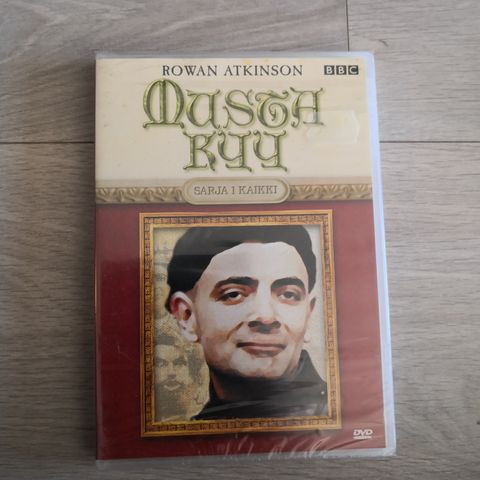 ROWAN ATKINSON
BBC
MUSTA
KYY
SARJA 1 KAIKKI
DVD